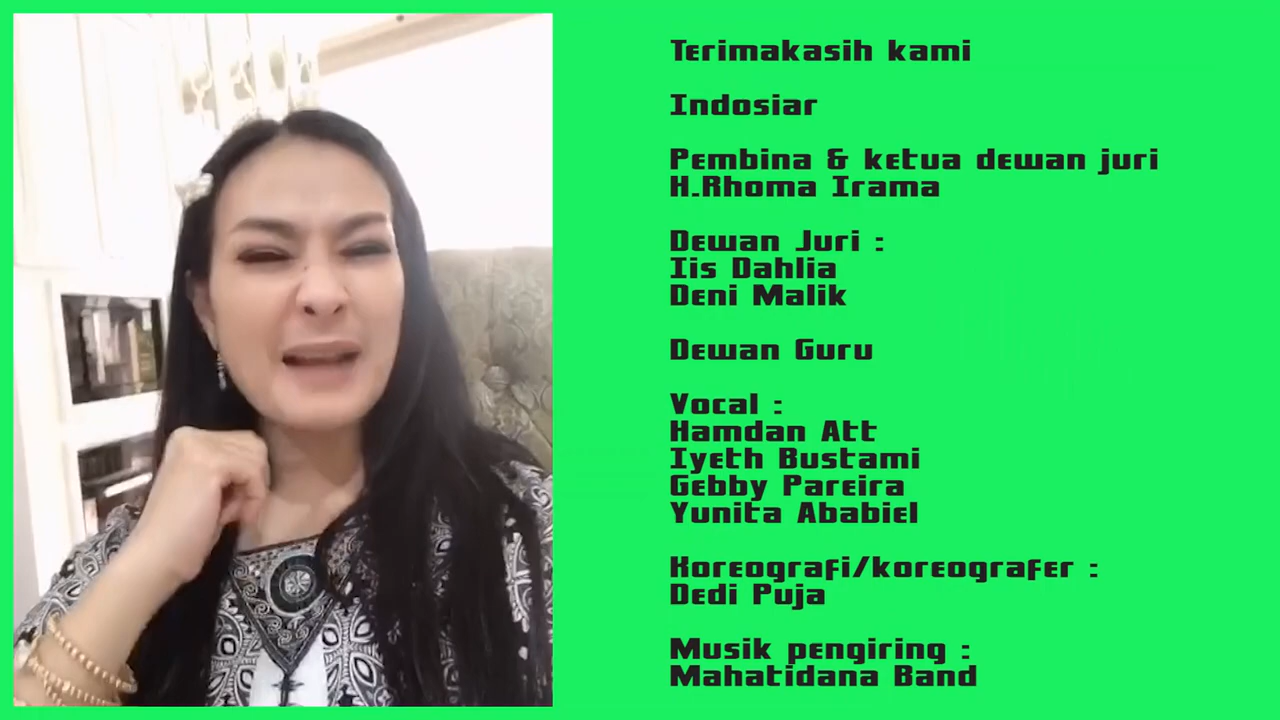 Terimakasih kami
Indosiar
Pembina & ketua dewan juri
H.Rhoma Irama
Dewan Juri :
Iis Dahlia
Deni Malik
Dewan Guru
Vocal :
Hamdan Att
Iyeth Bustami
Gebby Pareira
Yunita Ababiel
Koreografi/koreografer :
Dedi Puja
Musik pengiring :
Mahatidana Band